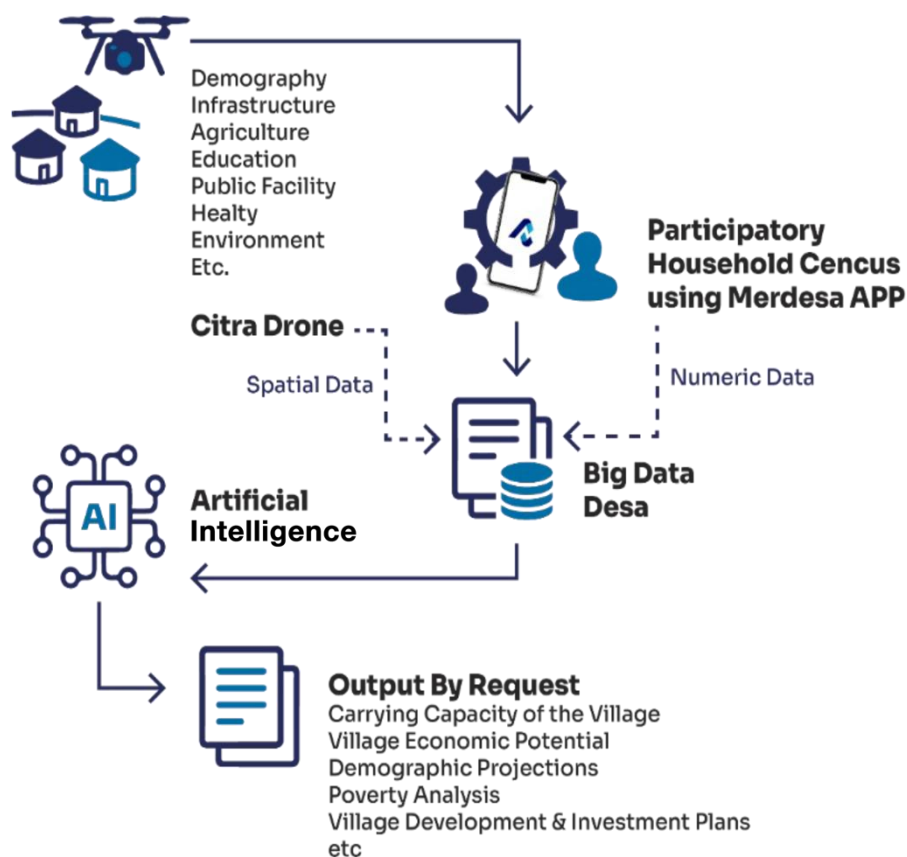 Demography
Infrastructure
Agriculture
Education
Public Facility
Healty
Environment
Etc.
Participatory
Household Cencus
using Merdesa APP
Citra Drone
Spatial Data
Numeric Data
Big Data
Desa
AI
Artificial
Intelligence
Output By Request
Carrying Capacity of the Village
Village Economic Potential
Demographic Projections
Poverty Analysis
Village Development & Investment Plans
etc